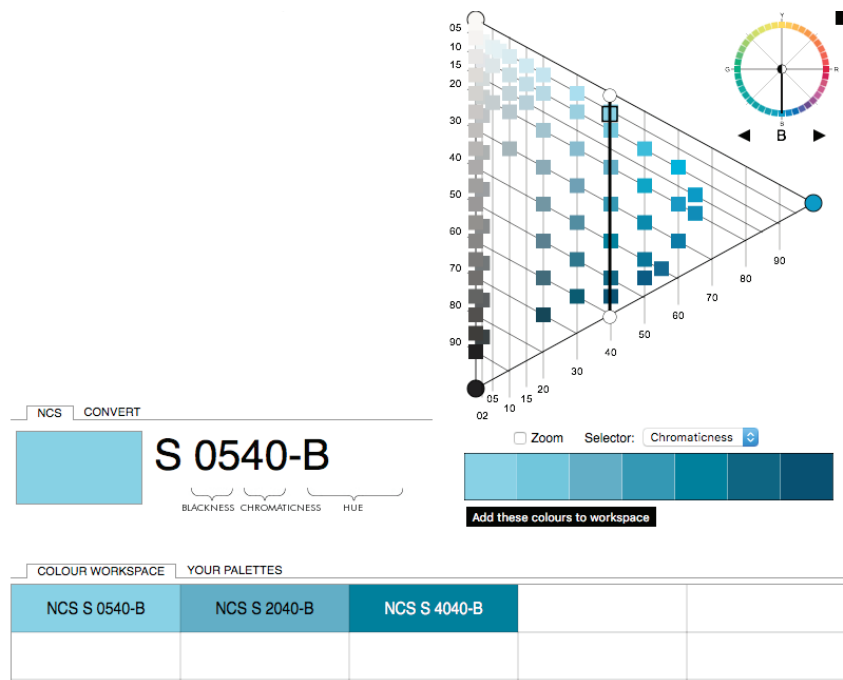 05
10
15
20
30
40
50
60
70
80
90
02
05
10
15
20
30
40
50
60
70
80
90
Y
G
R
B
B
NCS CONVERT
S 0540-B
BLACKNESS CHROMATICNESS HUE
Zoom Selector: Chromaticness
Add these colours to workspace
COLOUR WORKSPACE YOUR PALETTES
NCS S 0540-B NCS S 2040-B NCS S 4040-B